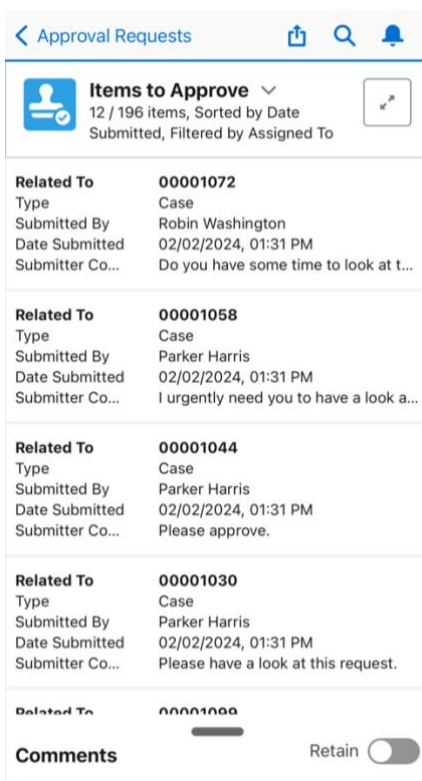 Approval Requests
Items to Approve
12 / 196 items, Sorted by Date
Submitted, Filtered by Assigned To
Related To 00001072
Type Case
Submitted By Robin Washington
Date Submitted 02/02/2024, 01:31 PM
Submitter Co... Do you have some time to look at t...
Related To 00001058
Type Case
Submitted By Parker Harris
Date Submitted 02/02/2024, 01:31 PM
Submitter Co... I urgently need you to have a look a...
Related To 00001044
Type Case
Submitted By Parker Harris
Date Submitted 02/02/2024, 01:31 PM
Submitter Co... Please approve.
Related To 00001030
Type Case
Submitted By Parker Harris
Date Submitted 02/02/2024, 01:31 PM
Submitter Co... Please have a look at this request.
Related To 00001099
Comments Retain